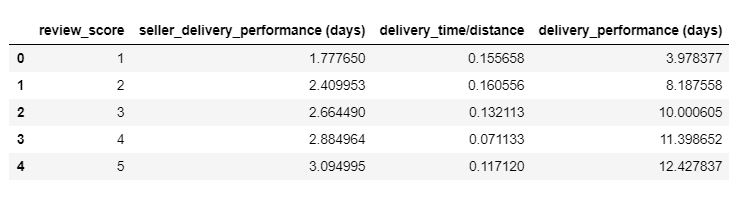 review_score seller_delivery_performance (days) delivery_time/distance delivery_performance (days)
0 1 1.777650 0.155658 3.978377
1 2 2.409953 0.160556 8.187558
2 3 2.664490 0.132113 10.000605
3 4 2.884964 0.071133 11.398652
4 5 3.094995 0.117120 12.427837